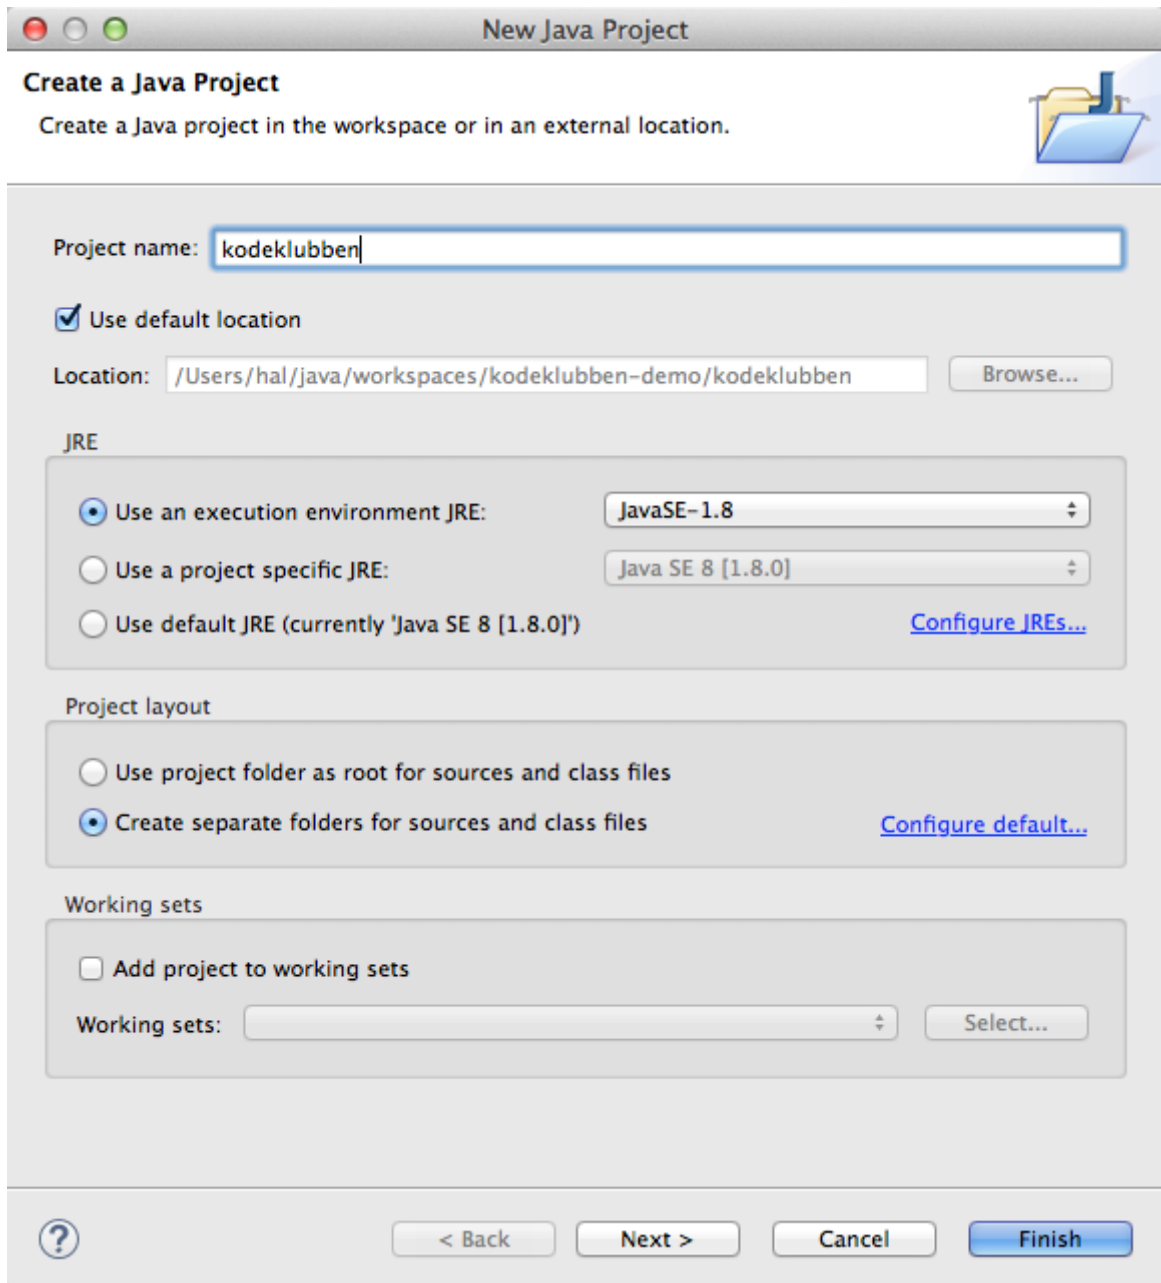 New Java Project
Create a Java Project
Create a Java project in the workspace or in an external location.
Project name: kodeklubben
Use default location
Location: /Users/hal/java/workspaces/kodeklubben-demo/kodeklubben Browse...
JRE
Use an execution environment JRE: JavaSE-1.8
Use a project specific JRE: Java SE 8 [1.8.0]
Use default JRE (currently 'Java SE 8 [1.8.0]') Configure JREs...
Project layout
Use project folder as root for sources and class files
Create separate folders for sources and class files Configure default...
Working sets
Add project to working sets
Working sets: Select...
? < Back Next > Cancel Finish